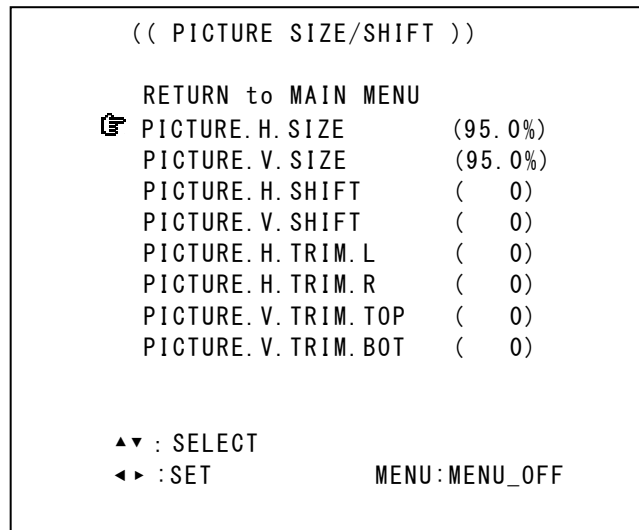 (( PICTURE SIZE/SHIFT ))
RETURN to MAIN MENU
PICTURE.H.SIZE (95.0%)
PICTURE.V.SIZE (95.0%)
PICTURE.H.SHIFT ( 0)
PICTURE.V.SHIFT ( 0)
PICTURE.H.TRIM.L ( 0)
PICTURE.H.TRIM.R ( 0)
PICTURE.V.TRIM.TOP ( 0)
PICTURE.V.TRIM.BOT ( 0)
▲▼ : SELECT
◄► :SET MENU:MENU_OFF